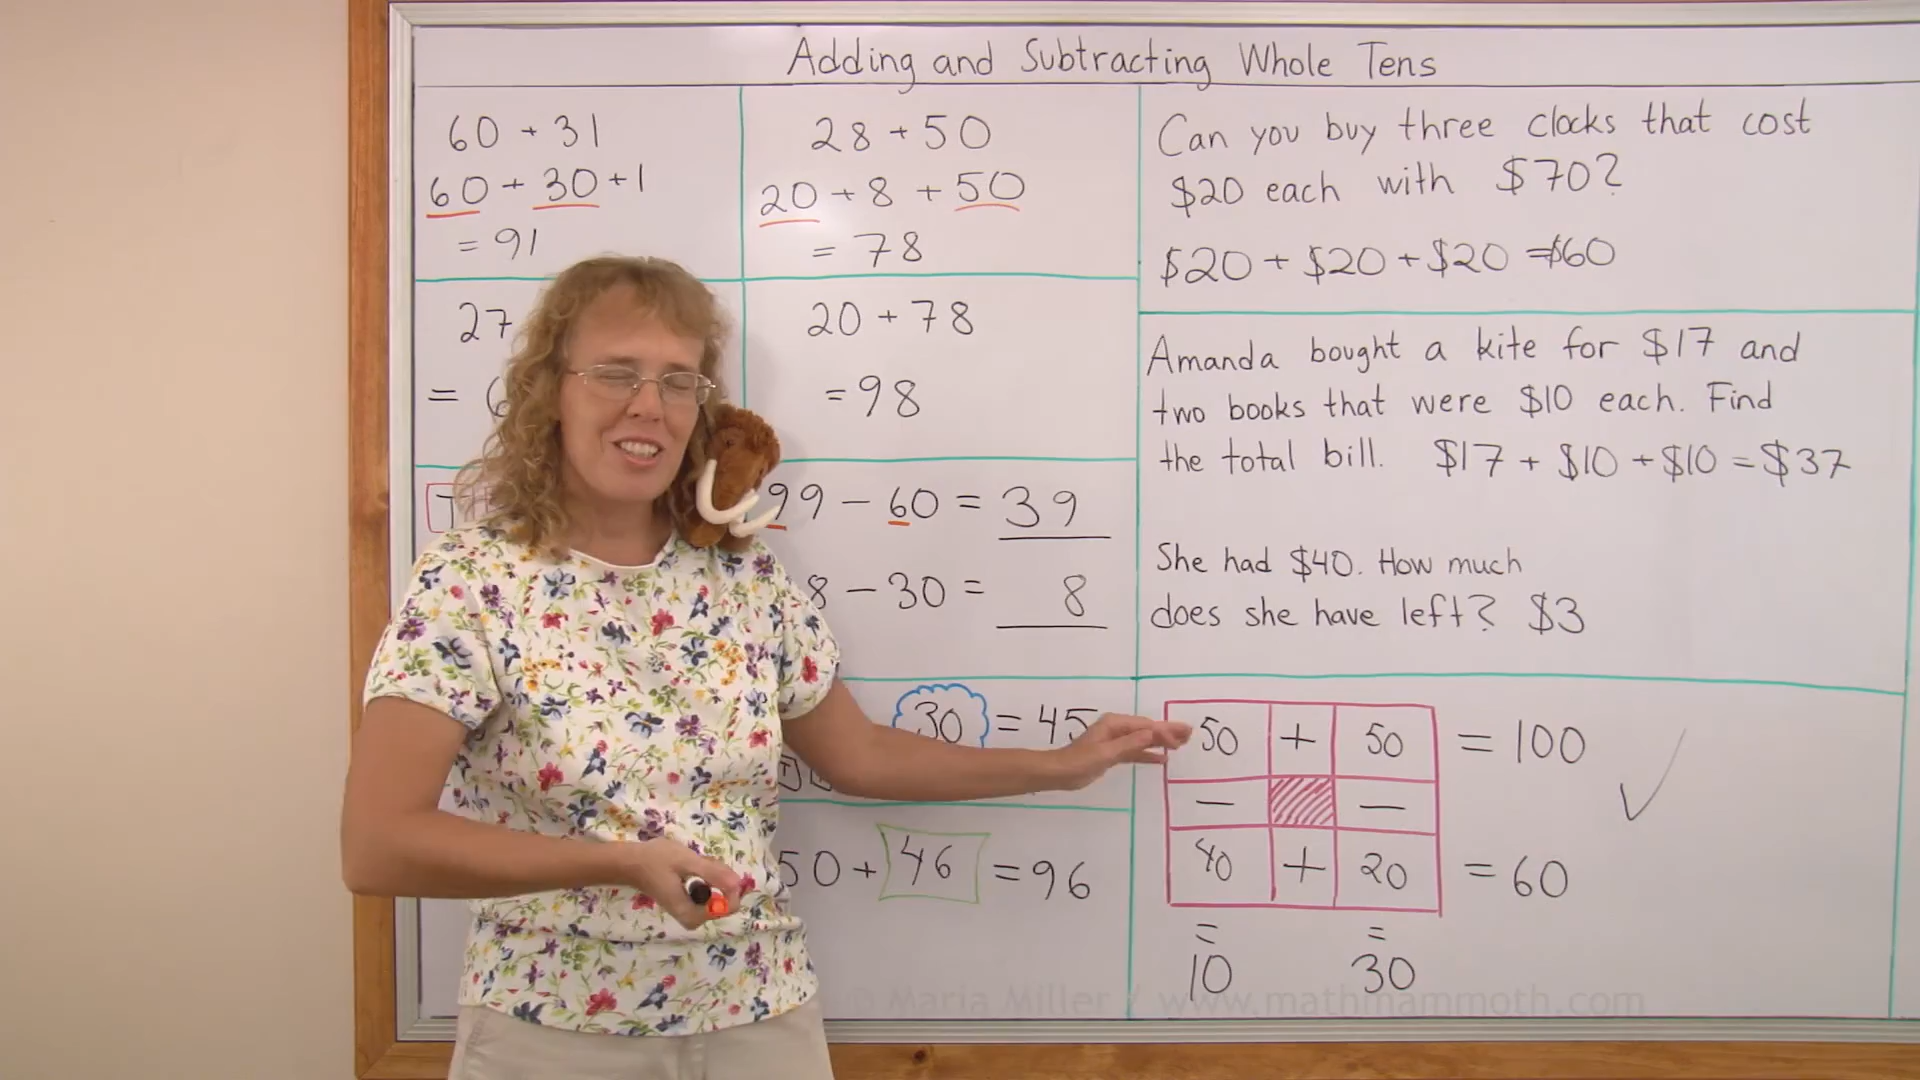 Adding and Subtracting Whole Tens
60 + 31
60 + 30 + 1
= 91
28 + 50
20 + 8 + 50
= 78
27
=
20 + 78
= 98
99 - 60 = 39
8 - 30 = 8
30 = 45
50 + 46 = 96
Can you buy three clocks that cost
$20 each with $70?
$20 + $20 + $20 = $60
Amanda bought a kite for $17 and
two books that were $10 each. Find
the total bill. $17 + $10 + $10 = $37
She had $40. How much
does she have left? $3
50 + 50 = 100
— —
40 + 20 = 60
= =
10 30
© Maria Miller / www.mathmammoth.com